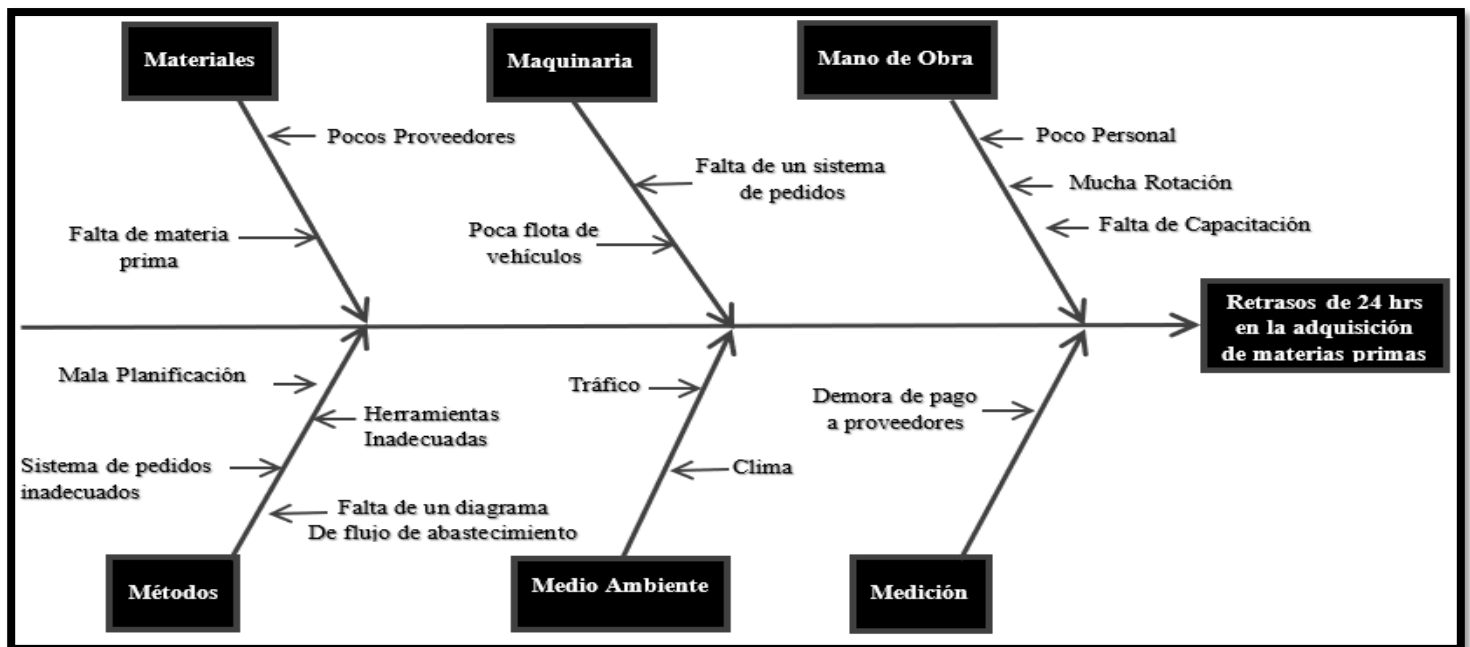 Materiales
Maquinaria
Mano de Obra
Pocos Proveedores
Falta de materia
prima
Falta de un sistema
de pedidos
Poca flota de
vehículos
Poco Personal
Mucha Rotación
Falta de Capacitación
Retrasos de 24 hrs
en la adquisición
de materias primas
Mala Planificación
Herramientas
Inadecuadas
Sistema de pedidos
inadecuados
Falta de un diagrama
De flujo de abastecimiento
Tráfico
Clima
Demora de pago
a proveedores
Métodos
Medio Ambiente
Medición